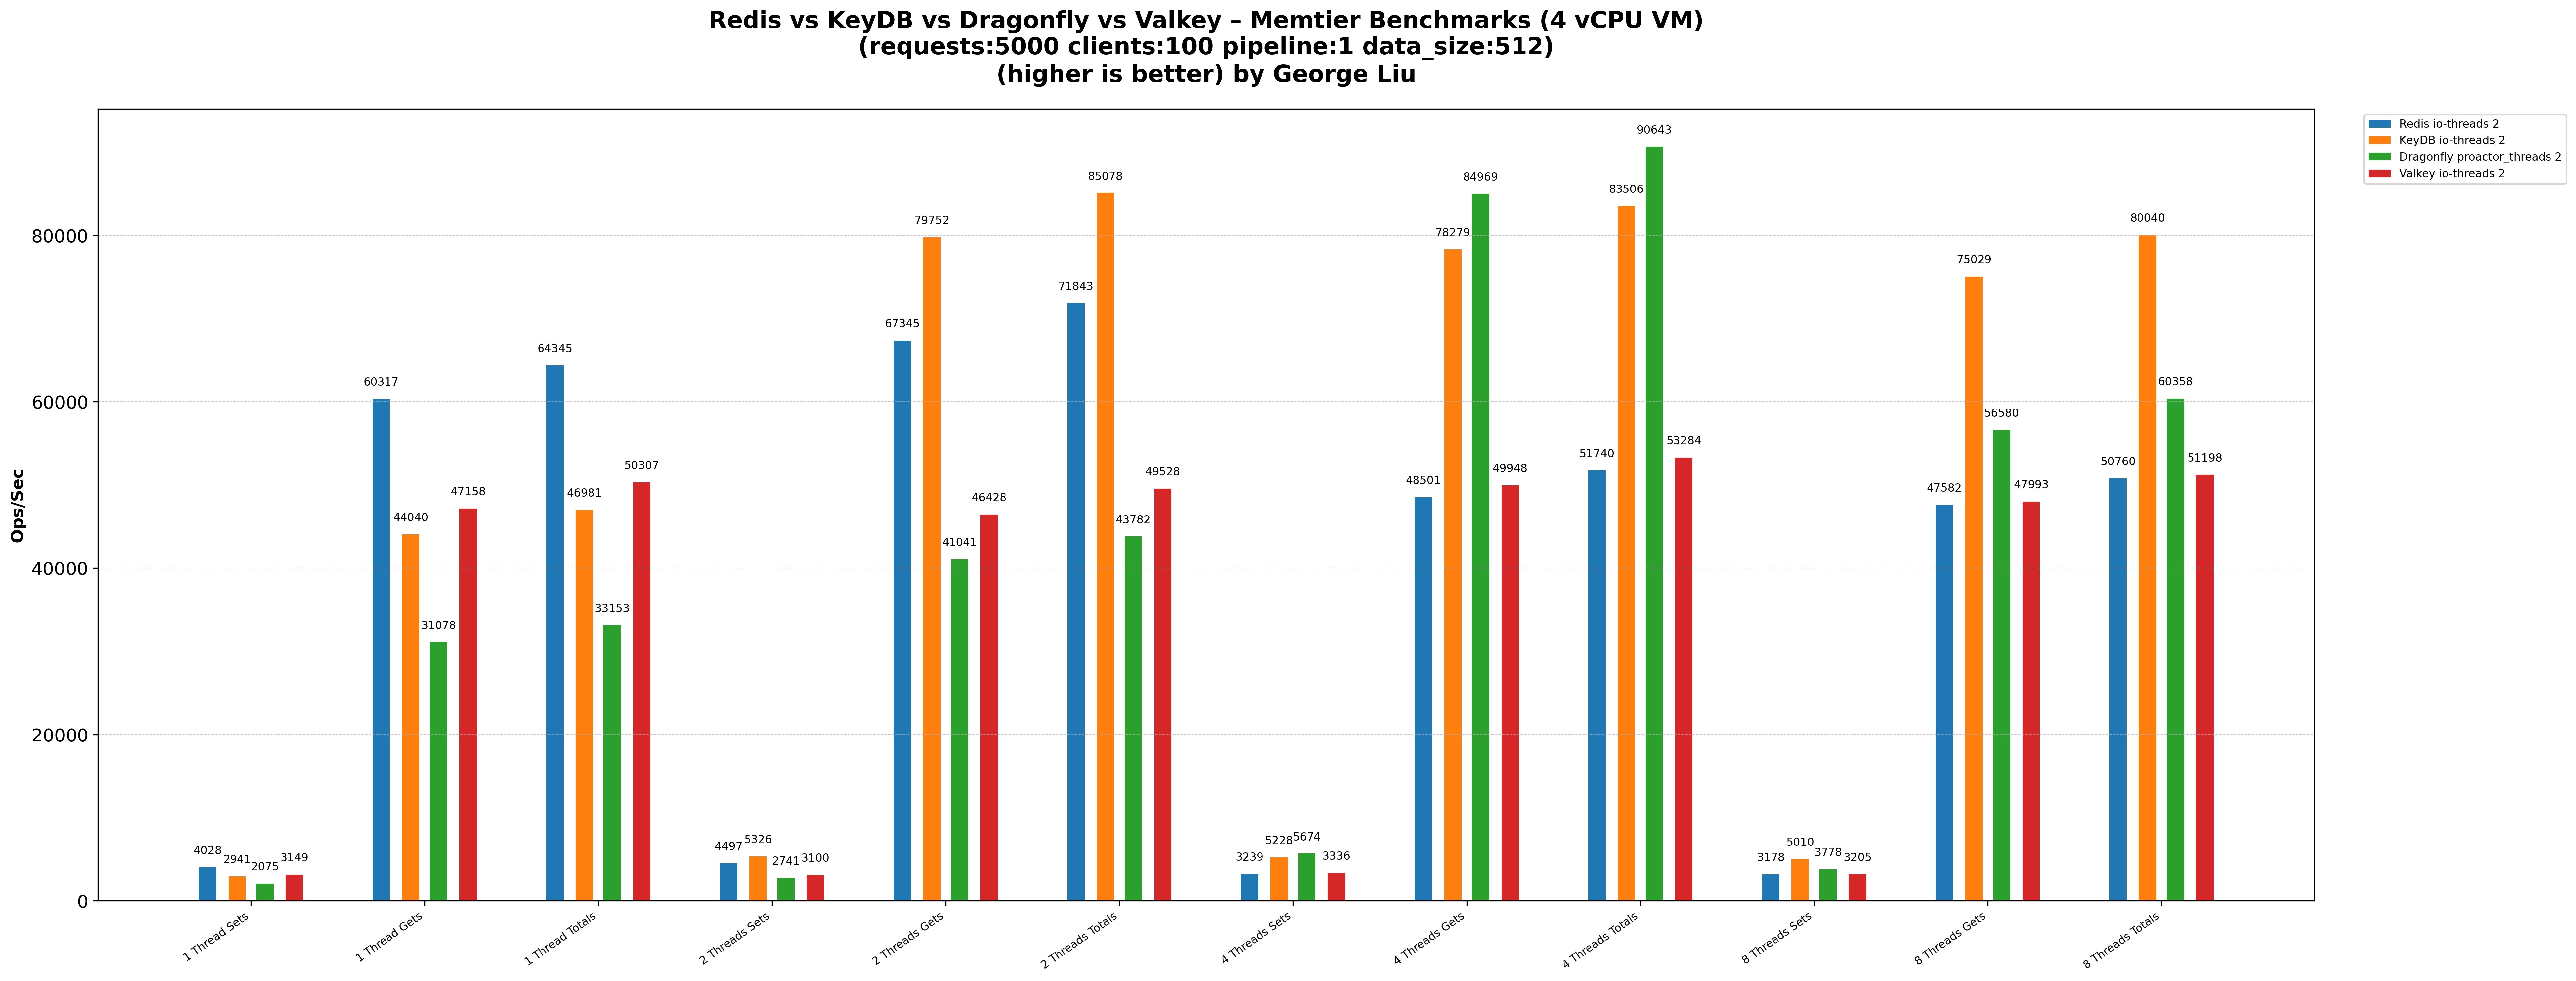 Redis vs KeyDB vs Dragonfly vs Valkey – Memtier Benchmarks (4 vCPU VM)
(requests:5000 clients:100 pipeline:1 data_size:512)
(higher is better) by George Liu
Redis io-threads 2
KeyDB io-threads 2
Dragonfly proactor_threads 2
Valkey io-threads 2
Ops/Sec
80000
60000
40000
20000
0
4028
2941
2075
3149
60317
44040
31078
47158
64345
46981
33153
50307
4497
5326
2741
3100
67345
79752
41041
46428
71843
85078
43782
49528
3239
5228
5674
3336
48501
78279
84969
49948
51740
83506
90643
53284
3178
5010
3778
3205
47582
75029
56580
47993
50760
80040
60358
51198
1 Thread Sets
1 Thread Gets
1 Thread Totals
2 Threads Sets
2 Threads Gets
2 Threads Totals
4 Threads Sets
4 Threads Gets
4 Threads Totals
8 Threads Sets
8 Threads Gets
8 Threads Totals